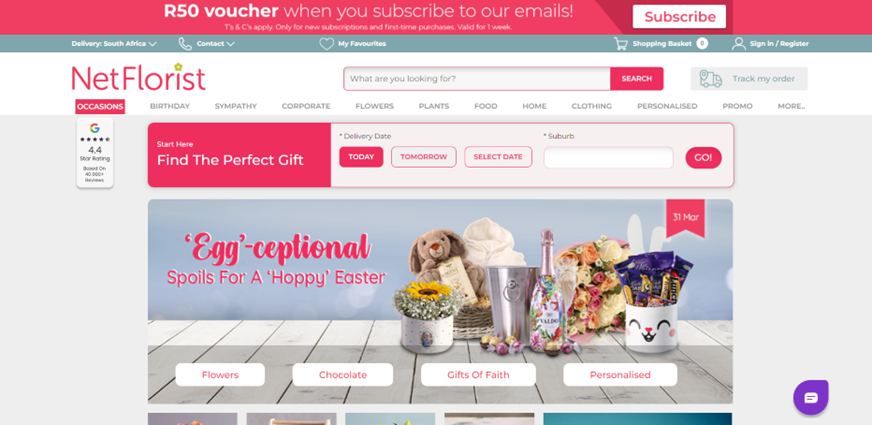 R50 voucher when you subscribe to our emails!
T's & C's apply. Only for new subscriptions and first-time purchases. Valid for 1 week.
Subscribe
Delivery: South Africa
Contact
My Favourites
Shopping Basket 0
Sign in / Register
NetFlorist
What are you looking for?
SEARCH
Track my order
OCCASIONS BIRTHDAY SYMPATHY CORPORATE FLOWERS PLANTS FOOD HOME CLOTHING PERSONALISED PROMO MORE..
G
4.4
Star Rating
Based On
40 000+
Reviews
Start Here
Find The Perfect Gift
* Delivery Date
TODAY TOMORROW SELECT DATE
* Suburb
GO!
31 Mar
'Egg'-ceptional
Spoils For A 'Hoppy' Easter
VALDO
Flowers Chocolate Gifts Of Faith Personalised